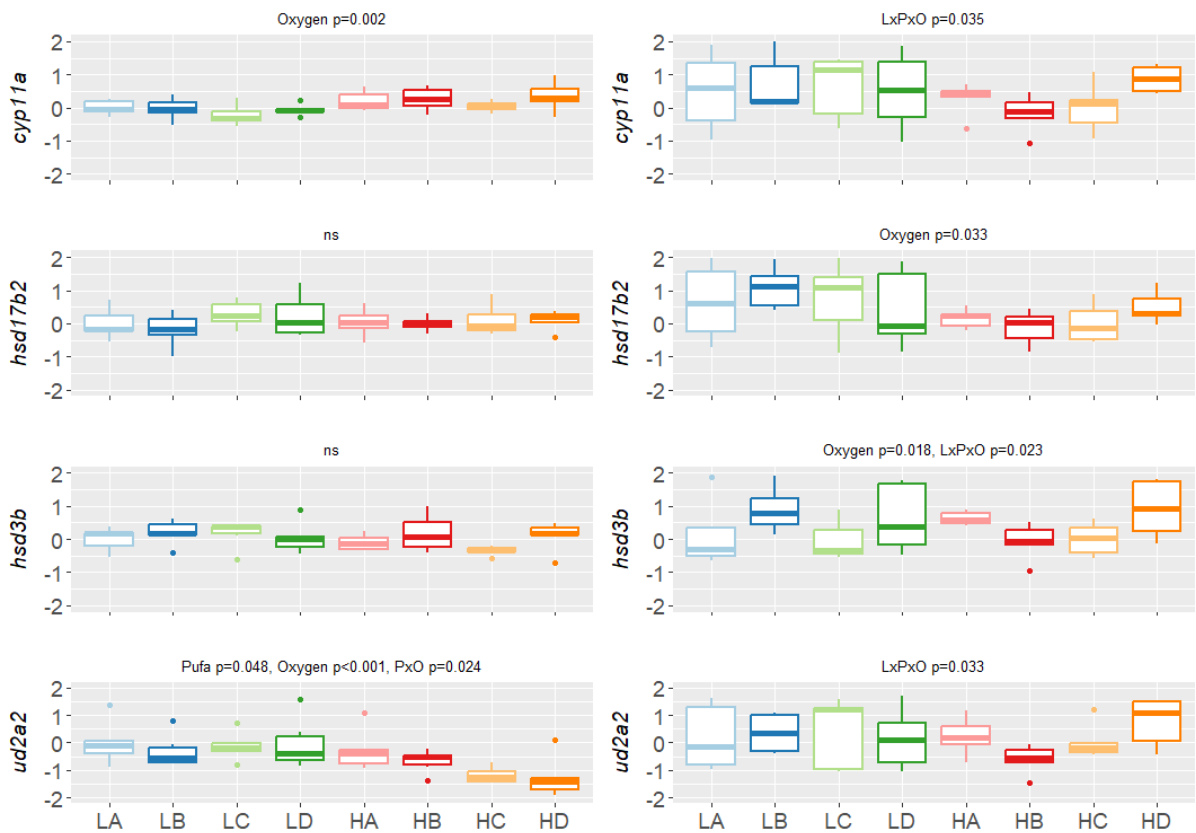 Oxygen p=0.002
LxPxO p=0.035
cyp11a
2
1
0
-1
-2
cyp11a
2
1
0
-1
-2
ns
Oxygen p=0.033
hsd17b2
2
1
0
-1
-2
hsd17b2
2
1
0
-1
-2
ns
Oxygen p=0.018, LxPxO p=0.023
hsd3b
2
1
0
-1
-2
hsd3b
2
1
0
-1
-2
Pufa p=0.048, Oxygen p<0.001, PxO p=0.024
LxPxO p=0.033
ud2a2
2
1
0
-1
-2
ud2a2
2
1
0
-1
-2
LA LB LC LD HA HB HC HD
LA LB LC LD HA HB HC HD